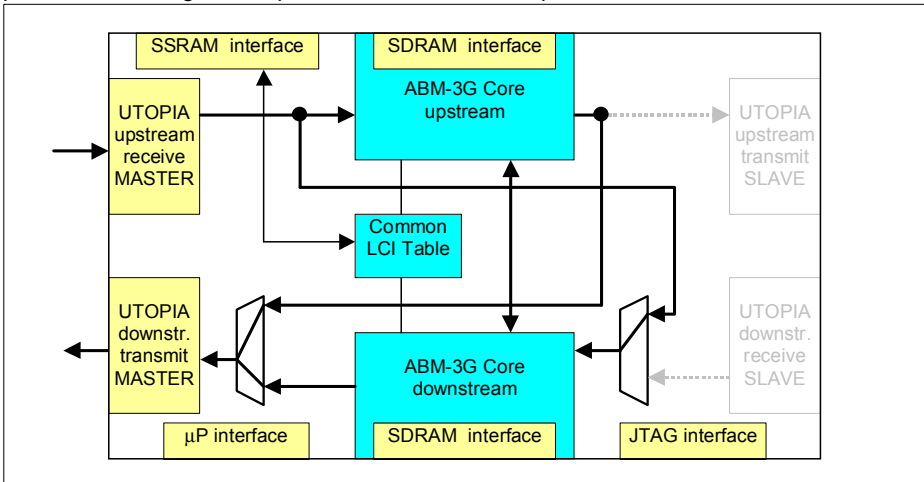 SSRAM interface
SDRAM interface
UTOPIA
upstream
receive
MASTER
ABM-3G Core
upstream
UTOPIA
upstream
transmit
SLAVE
Common
LCI Table
UTOPIA
downstr.
transmit
MASTER
ABM-3G Core
downstream
UTOPIA
downstr.
receive
SLAVE
µP interface
SDRAM interface
JTAG interface